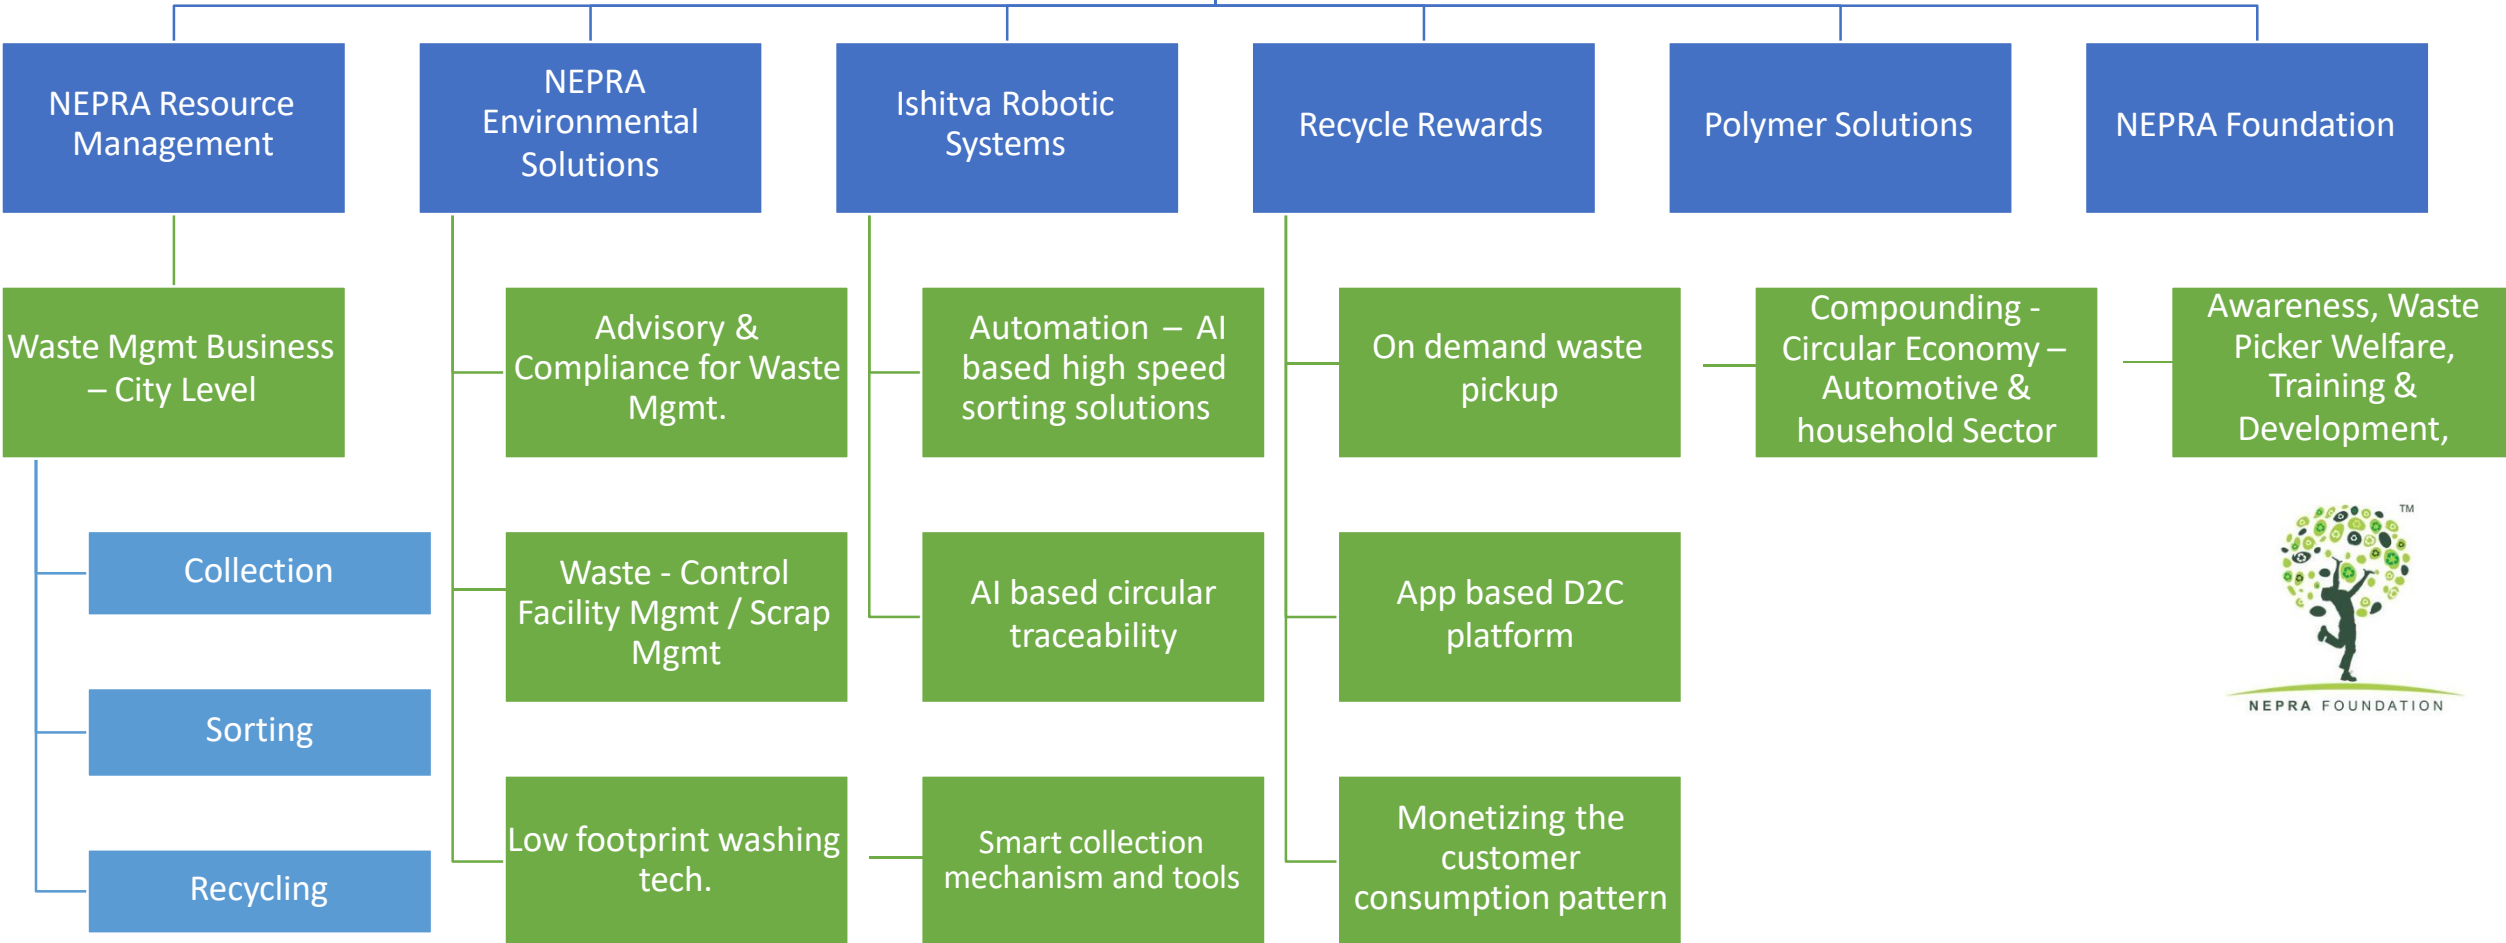 NEPRA Resource
Management
NEPRA
Environmental
Solutions
Ishitva Robotic
Systems
Recycle Rewards
Polymer Solutions
NEPRA Foundation
Waste Mgmt Business
– City Level
Advisory &
Compliance for Waste
Mgmt.
Automation – AI
based high speed
sorting solutions
On demand waste
pickup
Compounding -
Circular Economy –
Automotive &
household Sector
Awareness, Waste
Picker Welfare,
Training &
Development,
Collection
Waste - Control
Facility Mgmt / Scrap
Mgmt
AI based circular
traceability
App based D2C
platform
TM
NEPRA FOUNDATION
Sorting
Low footprint washing
tech.
Smart collection
mechanism and tools
Monetizing the
customer
consumption pattern
Recycling